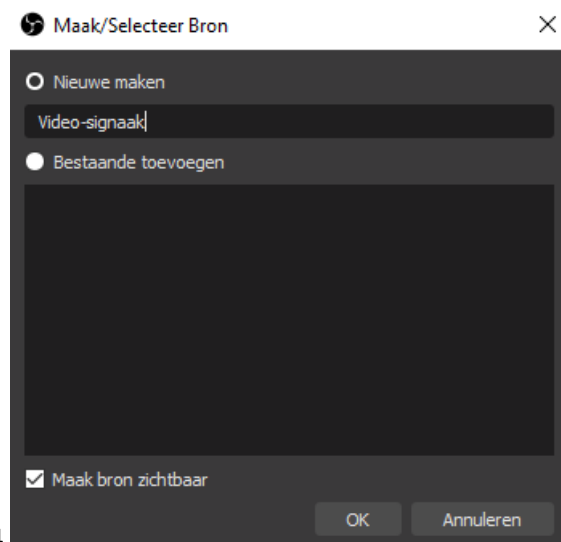 Maak/Selecteer Bron
Nieuwe maken
Video-signaak
Bestaande toevoegen
Maak bron zichtbaar
OK Annuleren